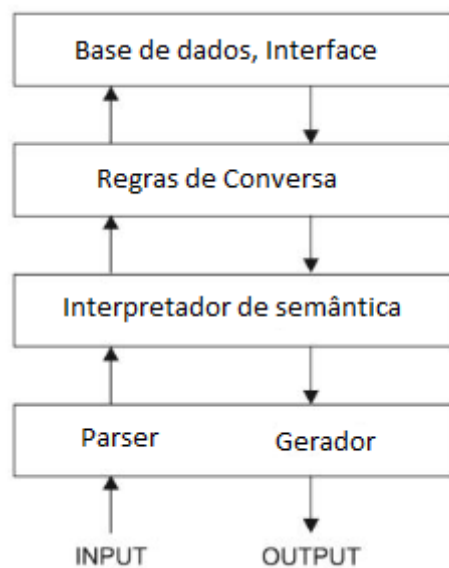 Base de dados, Interface
Regras de Conversa
Interpretador de semântica
Parser Gerador
INPUT OUTPUT